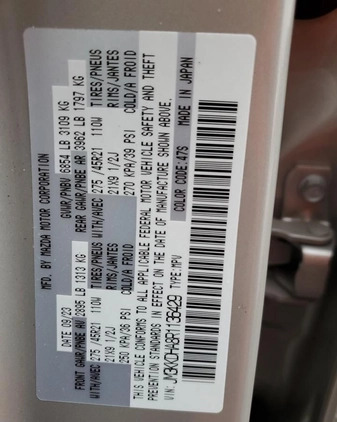 MFD. BY MAZDA MOTOR CORPORATION
DATE 09/23 GVWR/PNBV 6854 LB 3109 KG
FRONT GAWR/PNBE AV 2895 LB 1313 KG REAR GAWR/PNBE AR 3962 LB 1797 KG
WITH/AVEC 275 /45R21 110W TIRES/PNEUS WITH/AVEC 275 /45R21 110W TIRES/PNEUS
21X9 1/2J RIMS/JANTES 21X9 1/2J RIMS/JANTES
250 KPA/36 PSI COLD/A FROID 270 KPA/39 PSI COLD/A FROID
THIS VEHICLE CONFORMS TO ALL APPLICABLE FEDERAL MOTOR VEHICLE SAFETY AND THEFT
PREVENTION STANDARDS IN EFFECT ON THE DATE OF MANUFACTURE SHOWN ABOVE.
VIN: JM3KKDHA8R1136429 TYPE:MPV
COLOR CODE:47S MADE IN JAPAN